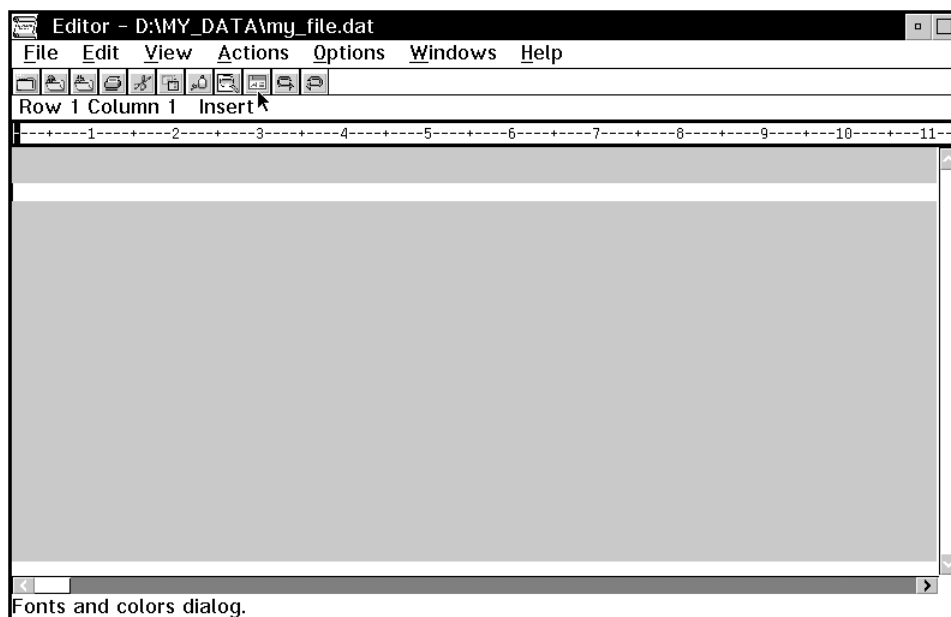 Editor - D:\MY_DATA\my_file.dat
File Edit View Actions Options Windows Help
Row 1 Column 1 Insert
----+----1----+----2----+----3----+----4----+----5----+----6----+----7----+----8----+----9----+---10----+---11--
Fonts and colors dialog.